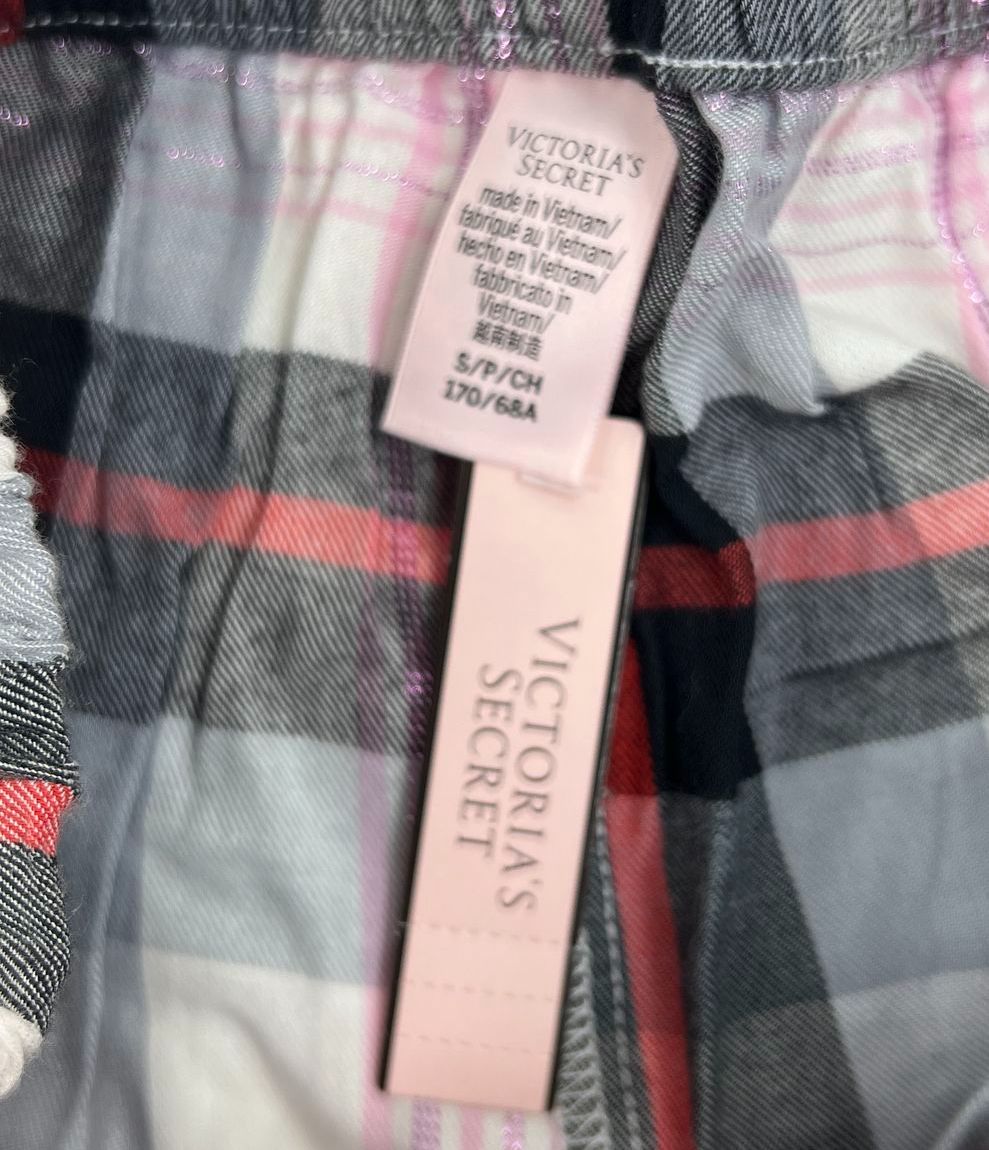 VICTORIA'S
SECRET
made in Vietnam/
fabriqué au Vietnam/
hecho en Vietnam/
fabbricato in
Vietnam/
越南制造
S/P/CH
170/68A
VICTORIA'S
SECRET